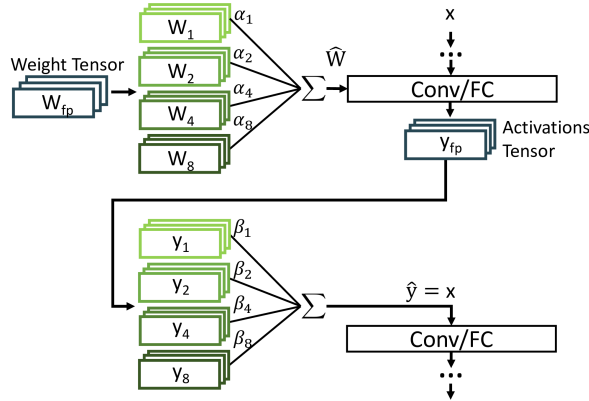 Weight Tensor
W_fp
W_1
W_2
W_4
W_8
α_1
α_2
α_4
α_8
∑
Ŵ
x
...
Conv/FC
y_fp
Activations
Tensor
y_1
y_2
y_4
y_8
β_1
β_2
β_4
β_8
∑
ŷ = x
Conv/FC
...